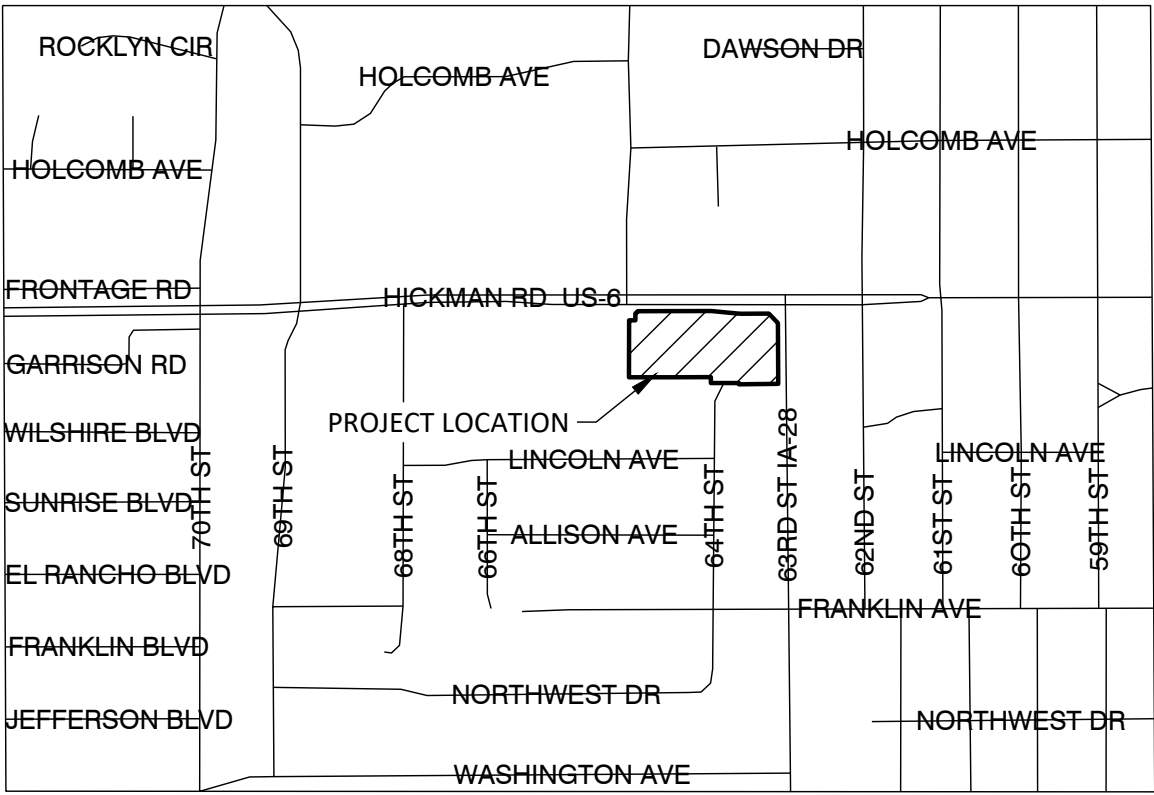 ROCKLYN CIR
DAWSON DR
HOLCOMB AVE
HOLCOMB AVE
HOLCOMB AVE
FRONTAGE RD
HICKMAN RD US-6
GARRISON RD
PROJECT LOCATION
WILSHIRE BLVD
LINCOLN AVE
LINCOLN AVE
SUNRISE BLVD
70TH ST
69TH ST
68TH ST
66TH ST
64TH ST
63RD ST IA-28
62ND ST
61ST ST
60TH ST
59TH ST
ALLISON AVE
EL RANCHO BLVD
FRANKLIN AVE
FRANKLIN BLVD
NORTHWEST DR
JEFFERSON BLVD
NORTHWEST DR
WASHINGTON AVE